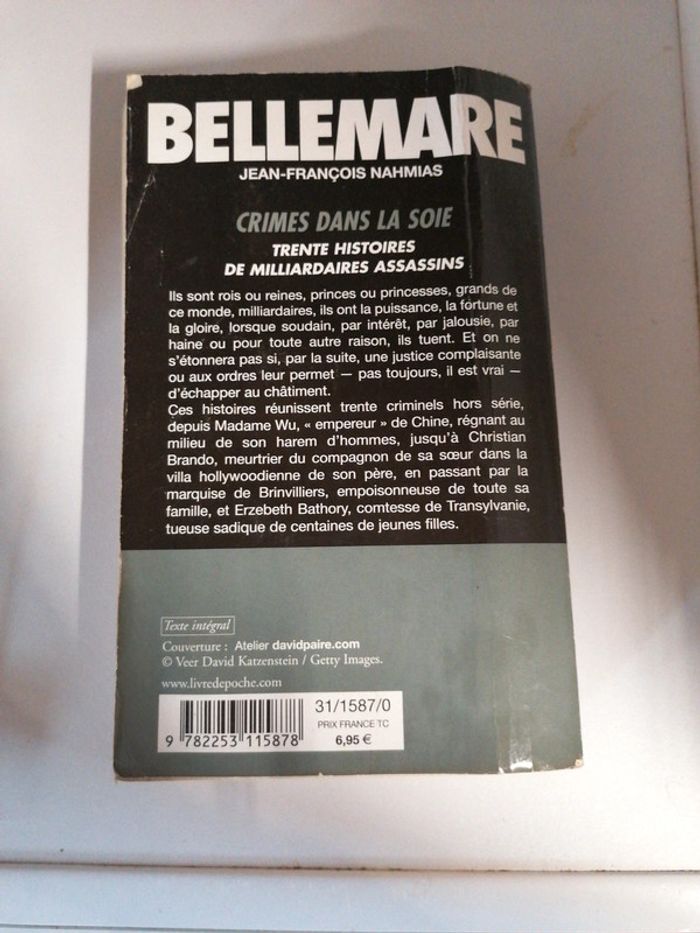 BELLEMARE
JEAN-FRANÇOIS NAHMIAS
CRIMES DANS LA SOIE
TRENTE HISTOIRES
DE MILLIARDAIRES ASSASSINS
Ils sont rois ou reines, princes ou princesses, grands de
ce monde, milliardaires, ils ont la puissance, la fortune et
la gloire, lorsque soudain, par intérêt, par jalousie, par
haine ou pour toute autre raison, ils tuent. Et on ne
s'étonnera pas si, par la suite, une justice complaisante
ou aux ordres leur permet — pas toujours, il est vrai —
d'échapper au châtiment.
Ces histoires réunissent trente criminels hors série,
depuis Madame Wu, « empereur » de Chine, régnant au
milieu de son harem d'hommes, jusqu'à Christian
Brando, meurtrier du compagnon de sa sœur dans la
villa hollywoodienne de son père, en passant par la
marquise de Brinvilliers, empoisonneuse de toute sa
famille, et Erzebeth Bathory, comtesse de Transylvanie,
tueuse sadique de centaines de jeunes filles.
Texte intégral
Couverture : Atelier davidpaire.com
© Veer David Katzenstein / Getty Images.
www.livredepoche.com
31/1587/0
PRIX FRANCE TC
6,95 €
9 782253 115878